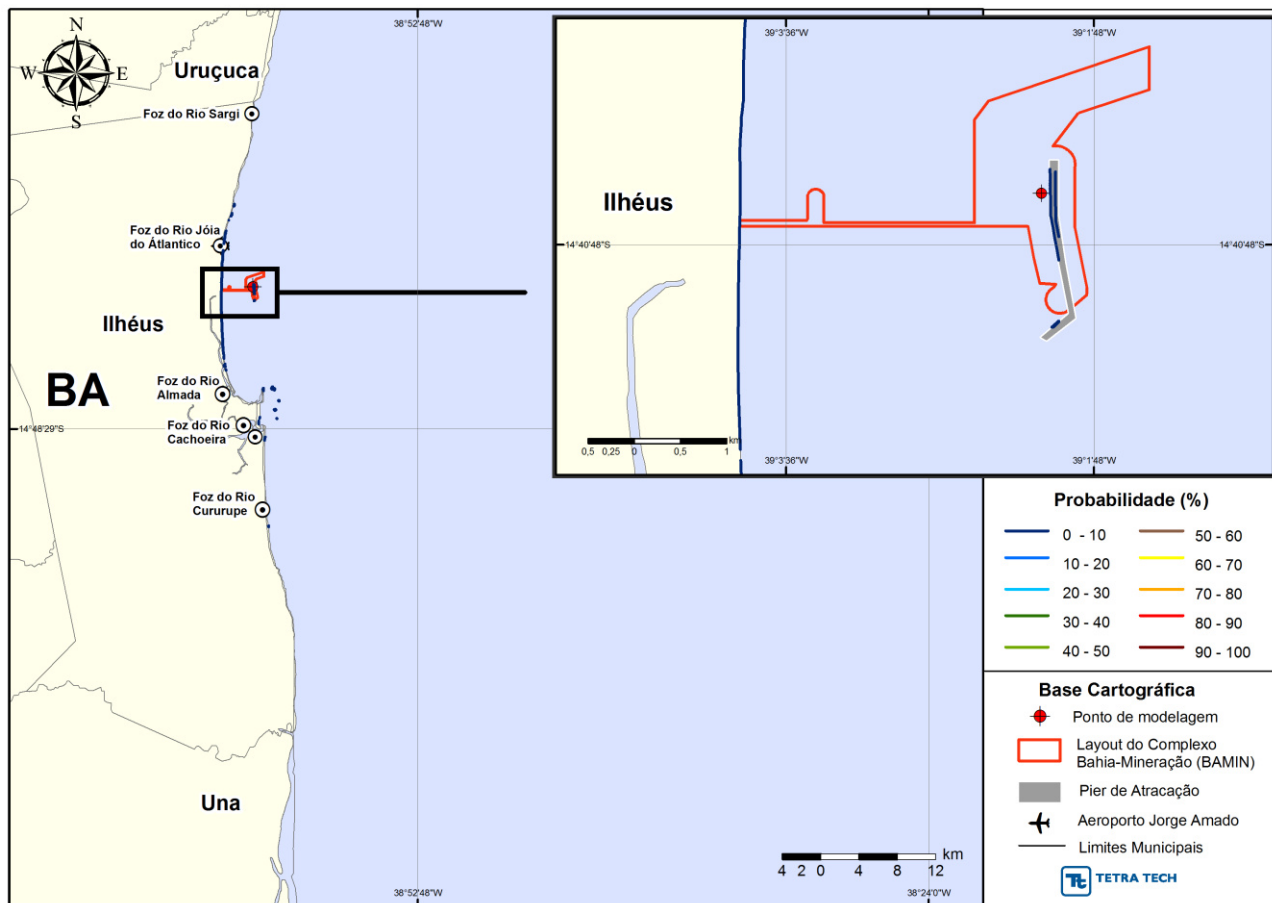 N
W
E
S
Uruçuca
Foz do Rio Sargi
Foz do Rio Jóia
do Átlantico
Ilhéus
BA
Foz do Rio
Almada
14°48'29"S
Foz do Rio
Cachoeira
Foz do Rio
Cururupe
Una
38°52'48"W
38°52'48"W
38°24'0"W
4 2 0 4 8 12
km
39°3'36"W
39°1'48"W
Ilhéus
14°40'48"S
14°40'48"S
39°3'36"W
39°1'48"W
km
0,5 0,25 0 0,5 1
Probabilidade (%)
0 - 10
10 - 20
20 - 30
30 - 40
40 - 50
50 - 60
60 - 70
70 - 80
80 - 90
90 - 100
Base Cartográfica
Ponto de modelagem
Layout do Complexo
Bahia-Mineração (BAMIN)
Pier de Atracação
Aeroporto Jorge Amado
Limites Municipais
Tt TETRA TECH